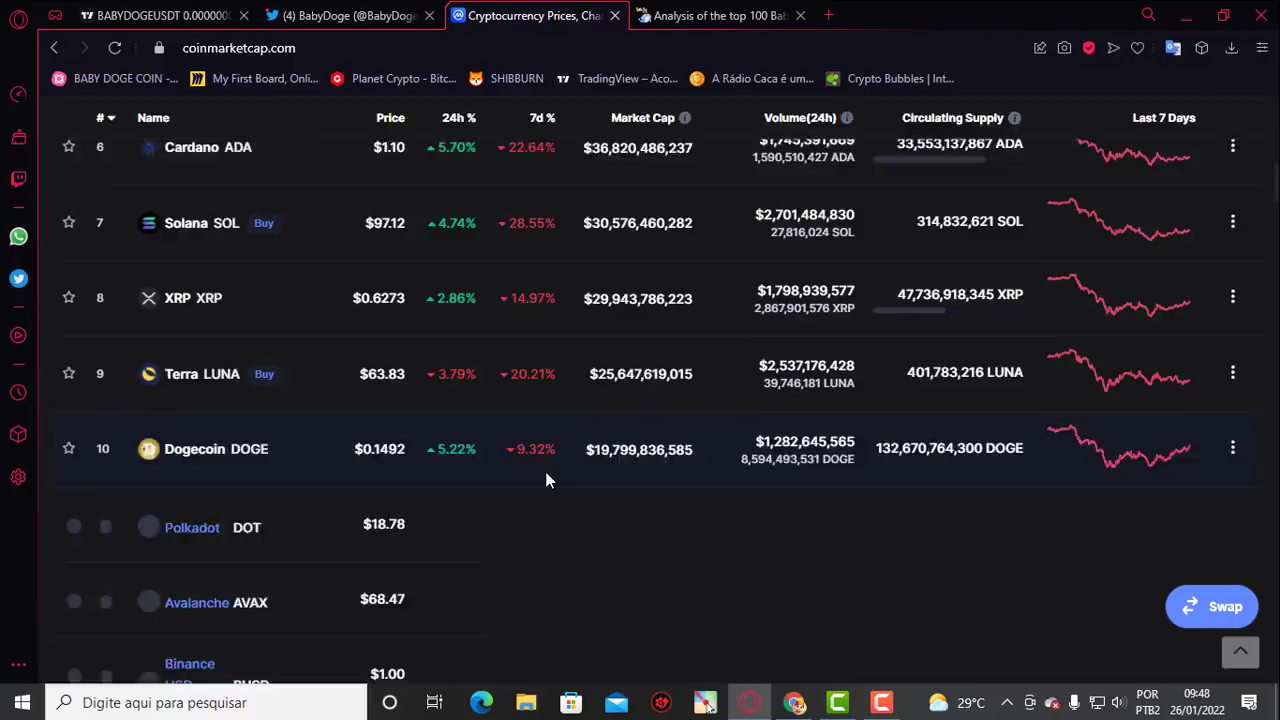 BABYDOGEUSDT 0.0000000
(4) BabyDoge (@BabyDoge
Cryptocurrency Prices, Cha
Analysis of the top 100 Bab
coinmarketcap.com
BABY DOGE COIN -...
My First Board, Onli...
Planet Crypto - Bitc...
SHIBBURN
TradingView – Aco...
A Rádio Caca é um...
Crypto Bubbles | Int...
# Name Price 24h % 7d % Market Cap Volume(24h) Circulating Supply Last 7 Days
6 Cardano ADA $1.10 5.70% 22.64% $36,820,486,237 $1,745,391,669 33,553,137,867 ADA
1,590,510,427 ADA
7 Solana SOL Buy $97.12 4.74% 28.55% $30,576,460,282 $2,701,484,830 314,832,621 SOL
27,816,024 SOL
8 XRP XRP $0.6273 2.86% 14.97% $29,943,786,223 $1,798,939,577 47,736,918,345 XRP
2,867,901,576 XRP
9 Terra LUNA Buy $63.83 3.79% 20.21% $25,647,619,015 $2,537,176,428 401,783,216 LUNA
39,746,181 LUNA
10 Dogecoin DOGE $0.1492 5.22% 9.32% $19,799,836,585 $1,282,645,565 132,670,764,300 DOGE
8,594,493,531 DOGE
Polkadot DOT $18.78
Avalanche AVAX $68.47
Binance
USD BUSD $1.00
Swap
Digite aqui para pesquisar
29°C
POR
PTB2
09:48
26/01/2022